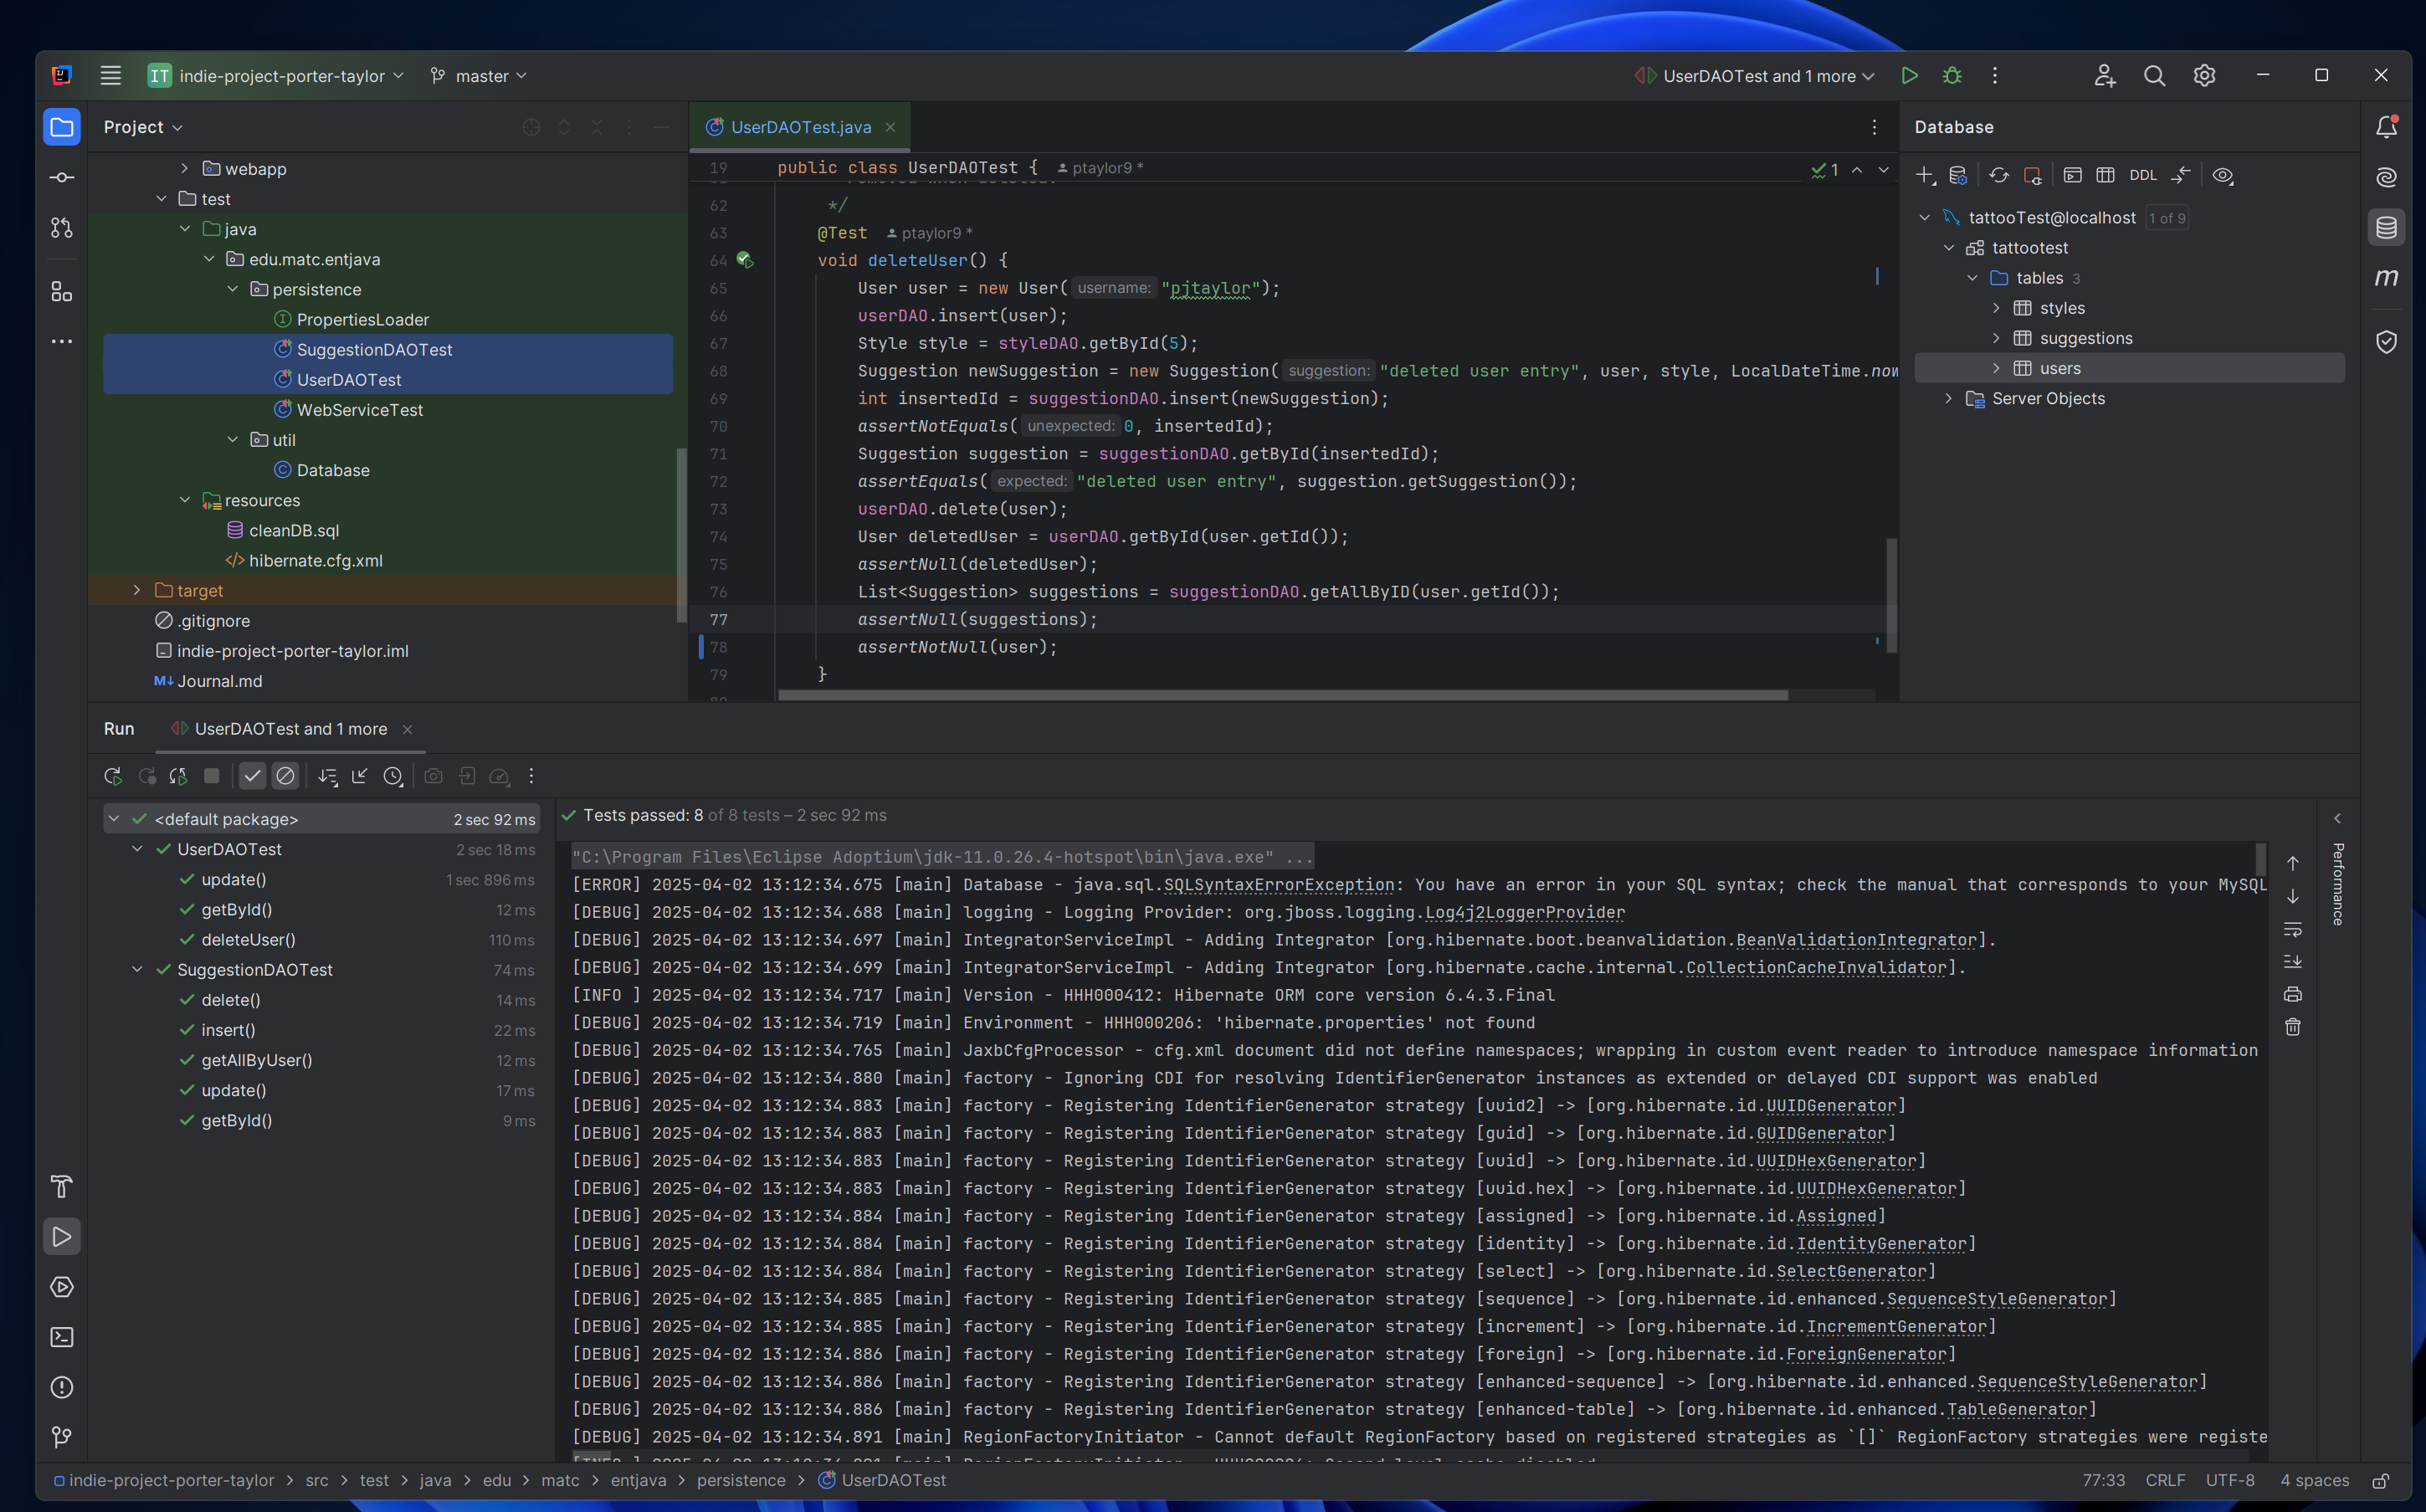 IT indie-project-porter-taylor master UserDAOTest and 1 more
Project
webapp
test
java
edu.matc.entjava
persistence
PropertiesLoader
SuggestionDAOTest
UserDAOTest
WebServiceTest
util
Database
resources
cleanDB.sql
hibernate.cfg.xml
target
.gitignore
indie-project-porter-taylor.iml
M↓ Journal.md
UserDAOTest.java
19 public class UserDAOTest { ptaylor9 * 1
62 */
63 @Test ptaylor9 *
64 void deleteUser() {
65 User user = new User( username: "pjtaylor");
66 userDAO.insert(user);
67 Style style = styleDAO.getById(5);
68 Suggestion newSuggestion = new Suggestion( suggestion: "deleted user entry", user, style, LocalDateTime.now
69 int insertedId = suggestionDAO.insert(newSuggestion);
70 assertNotEquals( unexpected: 0, insertedId);
71 Suggestion suggestion = suggestionDAO.getById(insertedId);
72 assertEquals( expected: "deleted user entry", suggestion.getSuggestion());
73 userDAO.delete(user);
74 User deletedUser = userDAO.getById(user.getId());
75 assertNull(deletedUser);
76 List<Suggestion> suggestions = suggestionDAO.getAllByID(user.getId());
77 assertNull(suggestions);
78 assertNotNull(user);
79 }
Database
DDL
tattooTest@localhost 1 of 9
tattootest
tables 3
styles
suggestions
users
Server Objects
m
Run UserDAOTest and 1 more
<default package> 2 sec 92 ms
UserDAOTest 2 sec 18 ms
update() 1 sec 896 ms
getById() 12 ms
deleteUser() 110 ms
SuggestionDAOTest 74 ms
delete() 14 ms
insert() 22 ms
getAllByUser() 12 ms
update() 17 ms
getById() 9 ms
Tests passed: 8 of 8 tests – 2 sec 92 ms
"C:\Program Files\Eclipse Adoptium\jdk-11.0.26.4-hotspot\bin\java.exe" ...
[ERROR] 2025-04-02 13:12:34.675 [main] Database - java.sql.SQLSyntaxErrorException: You have an error in your SQL syntax; check the manual that corresponds to your MySQL
[DEBUG] 2025-04-02 13:12:34.688 [main] logging - Logging Provider: org.jboss.logging.Log4j2LoggerProvider
[DEBUG] 2025-04-02 13:12:34.697 [main] IntegratorServiceImpl - Adding Integrator [org.hibernate.boot.beanvalidation.BeanValidationIntegrator].
[DEBUG] 2025-04-02 13:12:34.699 [main] IntegratorServiceImpl - Adding Integrator [org.hibernate.cache.internal.CollectionCacheInvalidator].
[INFO ] 2025-04-02 13:12:34.717 [main] Version - HHH000412: Hibernate ORM core version 6.4.3.Final
[DEBUG] 2025-04-02 13:12:34.719 [main] Environment - HHH000206: 'hibernate.properties' not found
[DEBUG] 2025-04-02 13:12:34.765 [main] JaxbCfgProcessor - cfg.xml document did not define namespaces; wrapping in custom event reader to introduce namespace information
[DEBUG] 2025-04-02 13:12:34.880 [main] factory - Ignoring CDI for resolving IdentifierGenerator instances as extended or delayed CDI support was enabled
[DEBUG] 2025-04-02 13:12:34.883 [main] factory - Registering IdentifierGenerator strategy [uuid2] -> [org.hibernate.id.UUIDGenerator]
[DEBUG] 2025-04-02 13:12:34.883 [main] factory - Registering IdentifierGenerator strategy [guid] -> [org.hibernate.id.GUIDGenerator]
[DEBUG] 2025-04-02 13:12:34.883 [main] factory - Registering IdentifierGenerator strategy [uuid] -> [org.hibernate.id.UUIDHexGenerator]
[DEBUG] 2025-04-02 13:12:34.883 [main] factory - Registering IdentifierGenerator strategy [uuid.hex] -> [org.hibernate.id.UUIDHexGenerator]
[DEBUG] 2025-04-02 13:12:34.884 [main] factory - Registering IdentifierGenerator strategy [assigned] -> [org.hibernate.id.Assigned]
[DEBUG] 2025-04-02 13:12:34.884 [main] factory - Registering IdentifierGenerator strategy [identity] -> [org.hibernate.id.IdentityGenerator]
[DEBUG] 2025-04-02 13:12:34.884 [main] factory - Registering IdentifierGenerator strategy [select] -> [org.hibernate.id.SelectGenerator]
[DEBUG] 2025-04-02 13:12:34.885 [main] factory - Registering IdentifierGenerator strategy [sequence] -> [org.hibernate.id.enhanced.SequenceStyleGenerator]
[DEBUG] 2025-04-02 13:12:34.885 [main] factory - Registering IdentifierGenerator strategy [increment] -> [org.hibernate.id.IncrementGenerator]
[DEBUG] 2025-04-02 13:12:34.886 [main] factory - Registering IdentifierGenerator strategy [foreign] -> [org.hibernate.id.ForeignGenerator]
[DEBUG] 2025-04-02 13:12:34.886 [main] factory - Registering IdentifierGenerator strategy [enhanced-sequence] -> [org.hibernate.id.enhanced.SequenceStyleGenerator]
[DEBUG] 2025-04-02 13:12:34.886 [main] factory - Registering IdentifierGenerator strategy [enhanced-table] -> [org.hibernate.id.enhanced.TableGenerator]
[DEBUG] 2025-04-02 13:12:34.891 [main] RegionFactoryInitiator - Cannot default RegionFactory based on registered strategies as `[]` RegionFactory strategies were registe
Performance
indie-project-porter-taylor > src > test > java > edu > matc > entjava > persistence > UserDAOTest 77:33 CRLF UTF-8 4 spaces